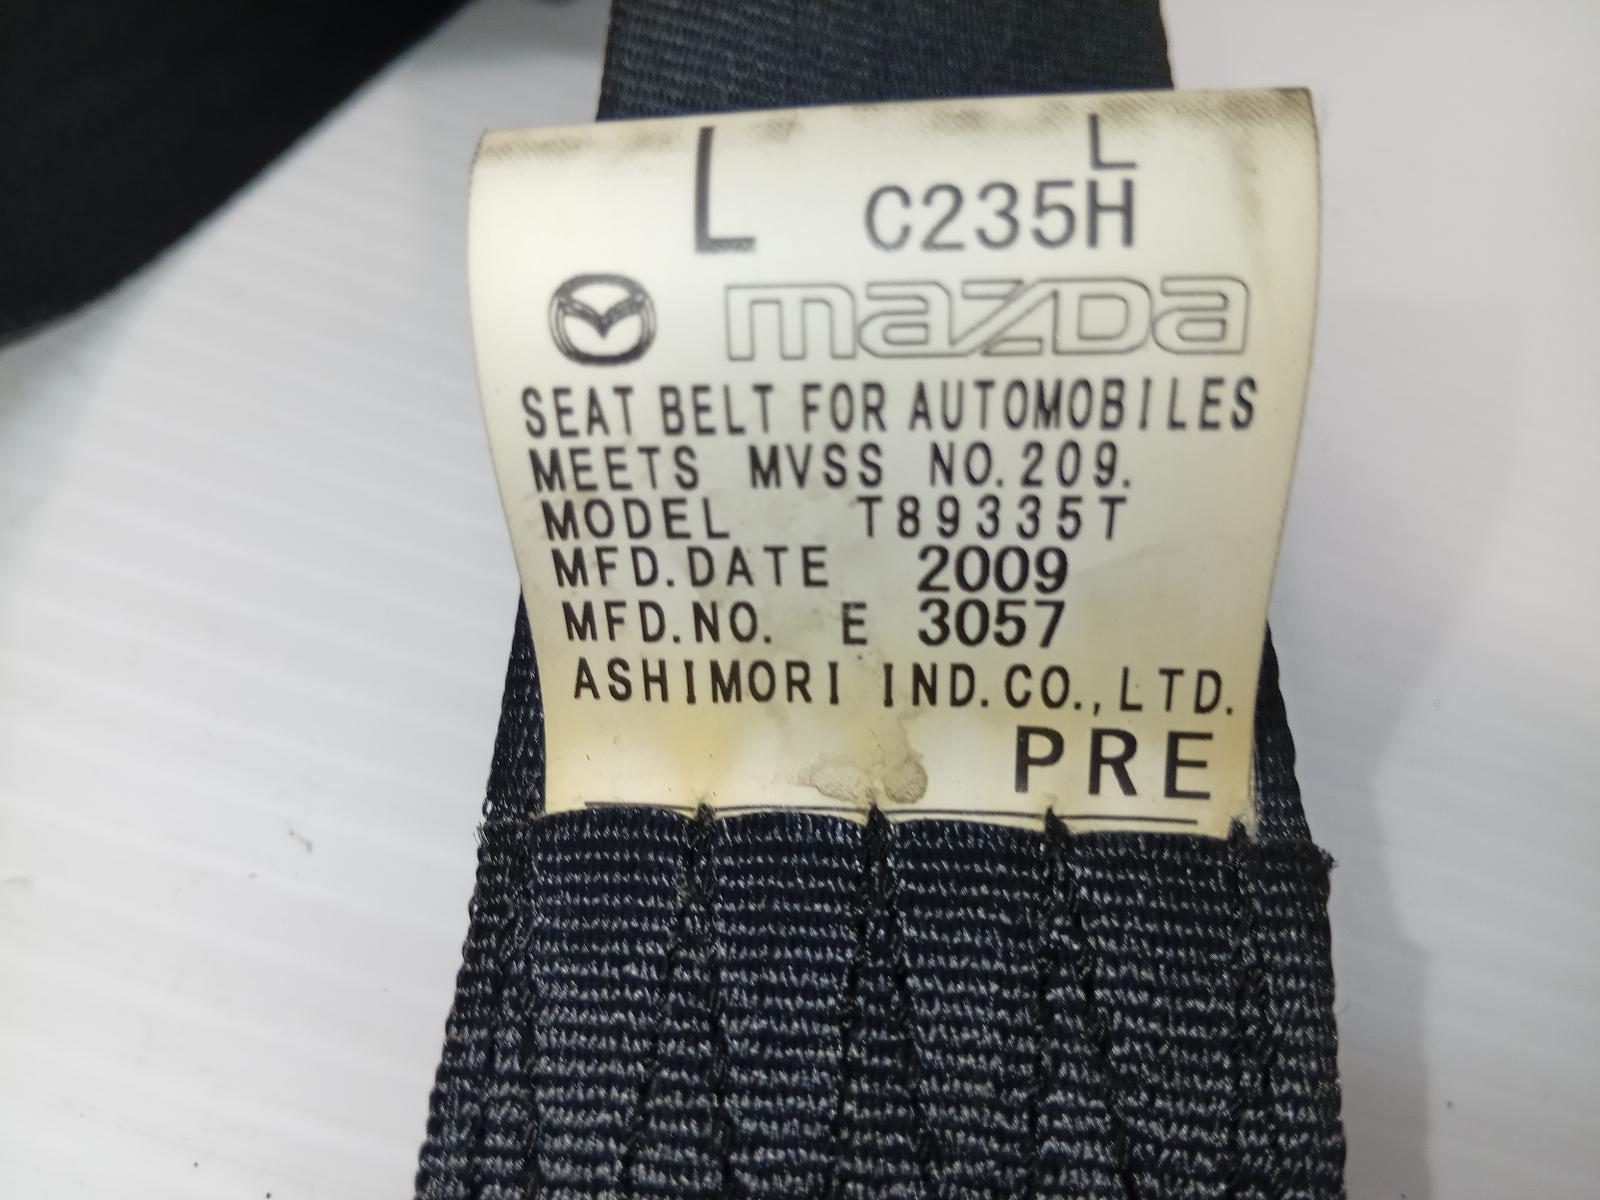 L
L C235H
mazda
SEAT BELT FOR AUTOMOBILES
MEETS MVSS NO.209.
MODEL T89335T
MFD.DATE 2009
MFD.NO. E 3057
ASHIMORI IND.CO.,LTD.
PRE